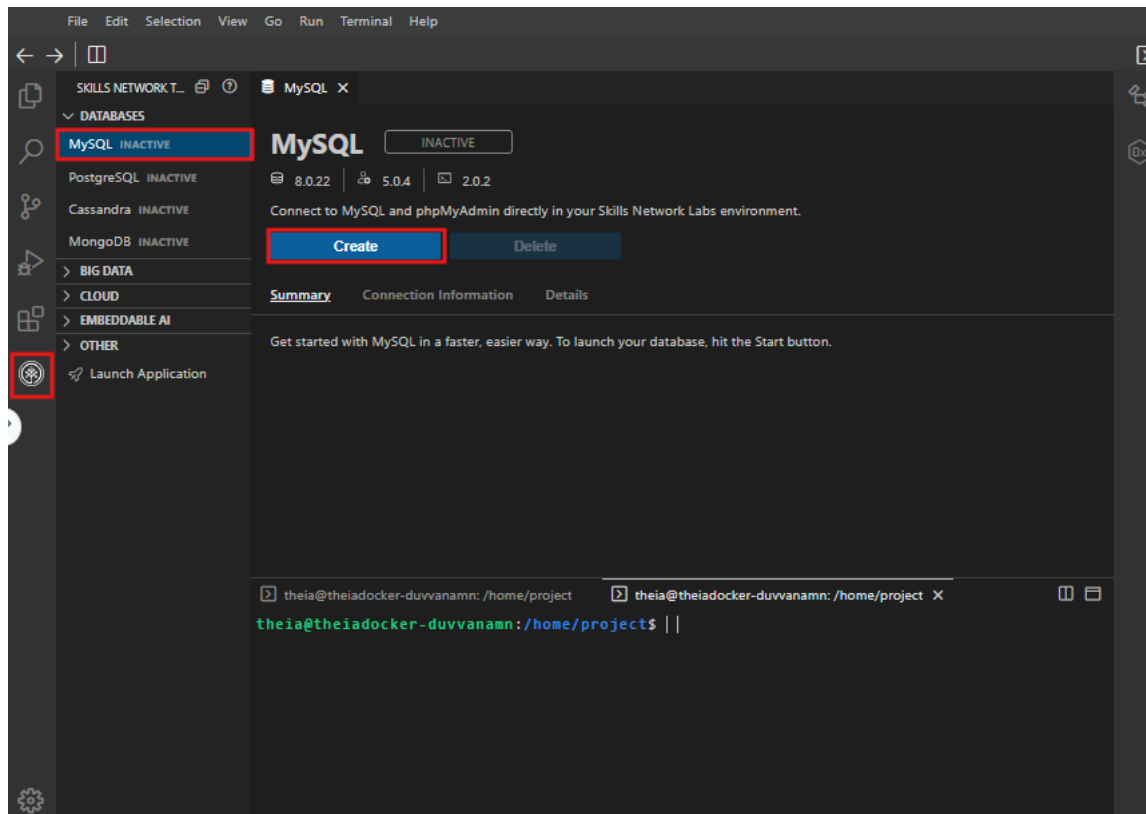 File Edit Selection View Go Run Terminal Help
SKILLS NETWORK T...
MySQL
DATABASES
MySQL INACTIVE
PostgreSQL INACTIVE
Cassandra INACTIVE
MongoDB INACTIVE
BIG DATA
CLOUD
EMBEDDABLE AI
OTHER
Launch Application
MySQL INACTIVE
8.0.22 5.0.4 2.0.2
Connect to MySQL and phpMyAdmin directly in your Skills Network Labs environment.
Create Delete
Summary Connection Information Details
Get started with MySQL in a faster, easier way. To launch your database, hit the Start button.
theia@theiadocker-duvvanamn: /home/project theia@theiadocker-duvvanamn: /home/project
theia@theiadocker-duvvanamn:/home/project$